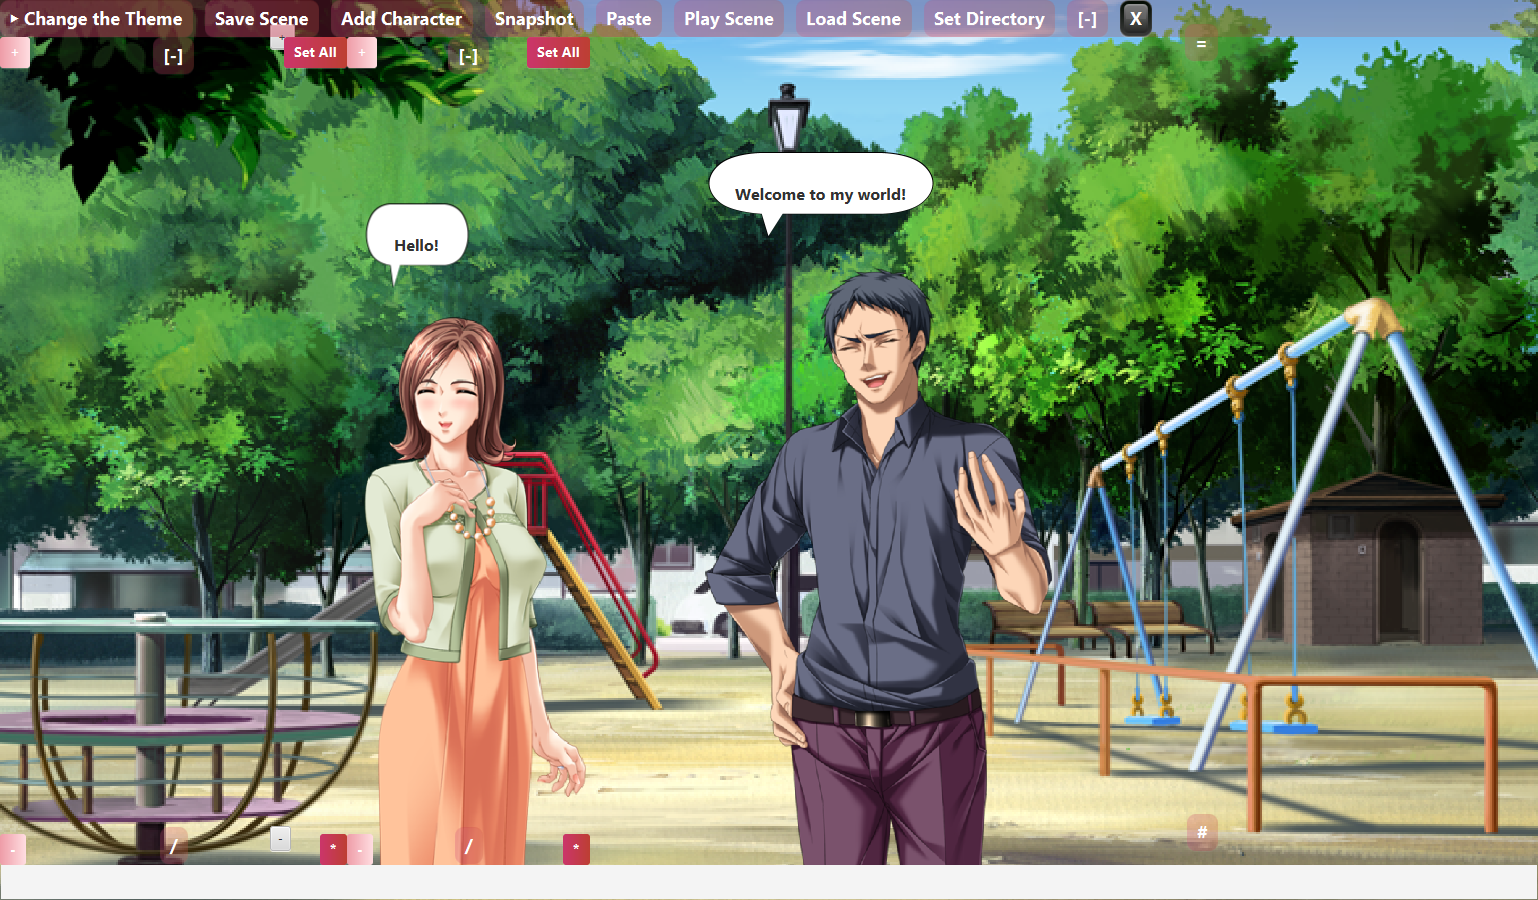 ▸ Change the Theme Save Scene Add Character Snapshot Paste Play Scene Load Scene Set Directory [-] X
+ [-] + Set All + [-] Set All =
Welcome to my world!
Hello!
- / - * - / * #